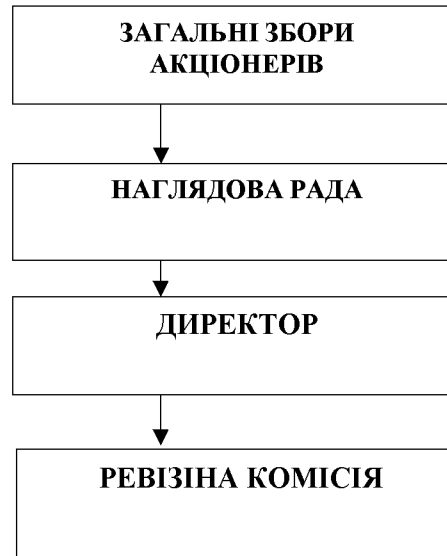 ЗАГАЛЬНІ ЗБОРИ
АКЦІОНЕРІВ
НАГЛЯДОВА РАДА
ДИРЕКТОР
РЕВІЗІНА КОМІСІЯ